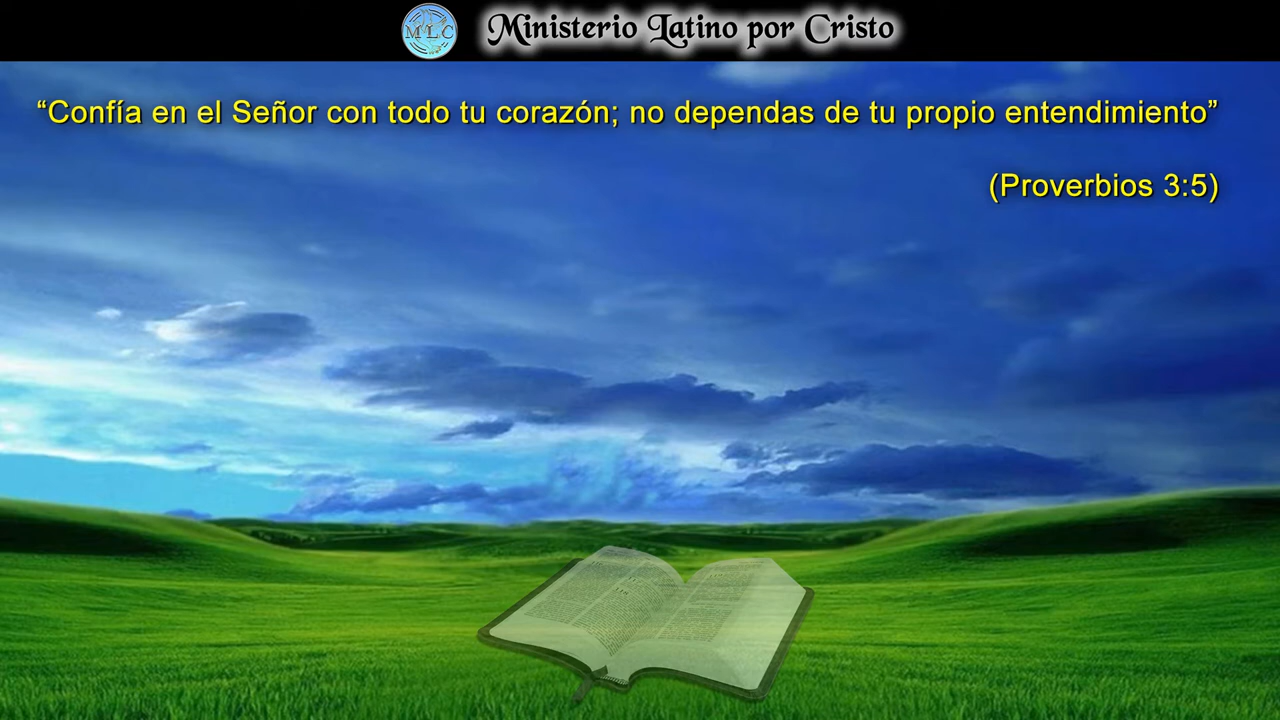 MLC
Ministerio Latino por Cristo
“Confía en el Señor con todo tu corazón; no dependas de tu propio entendimiento”
(Proverbios 3:5)